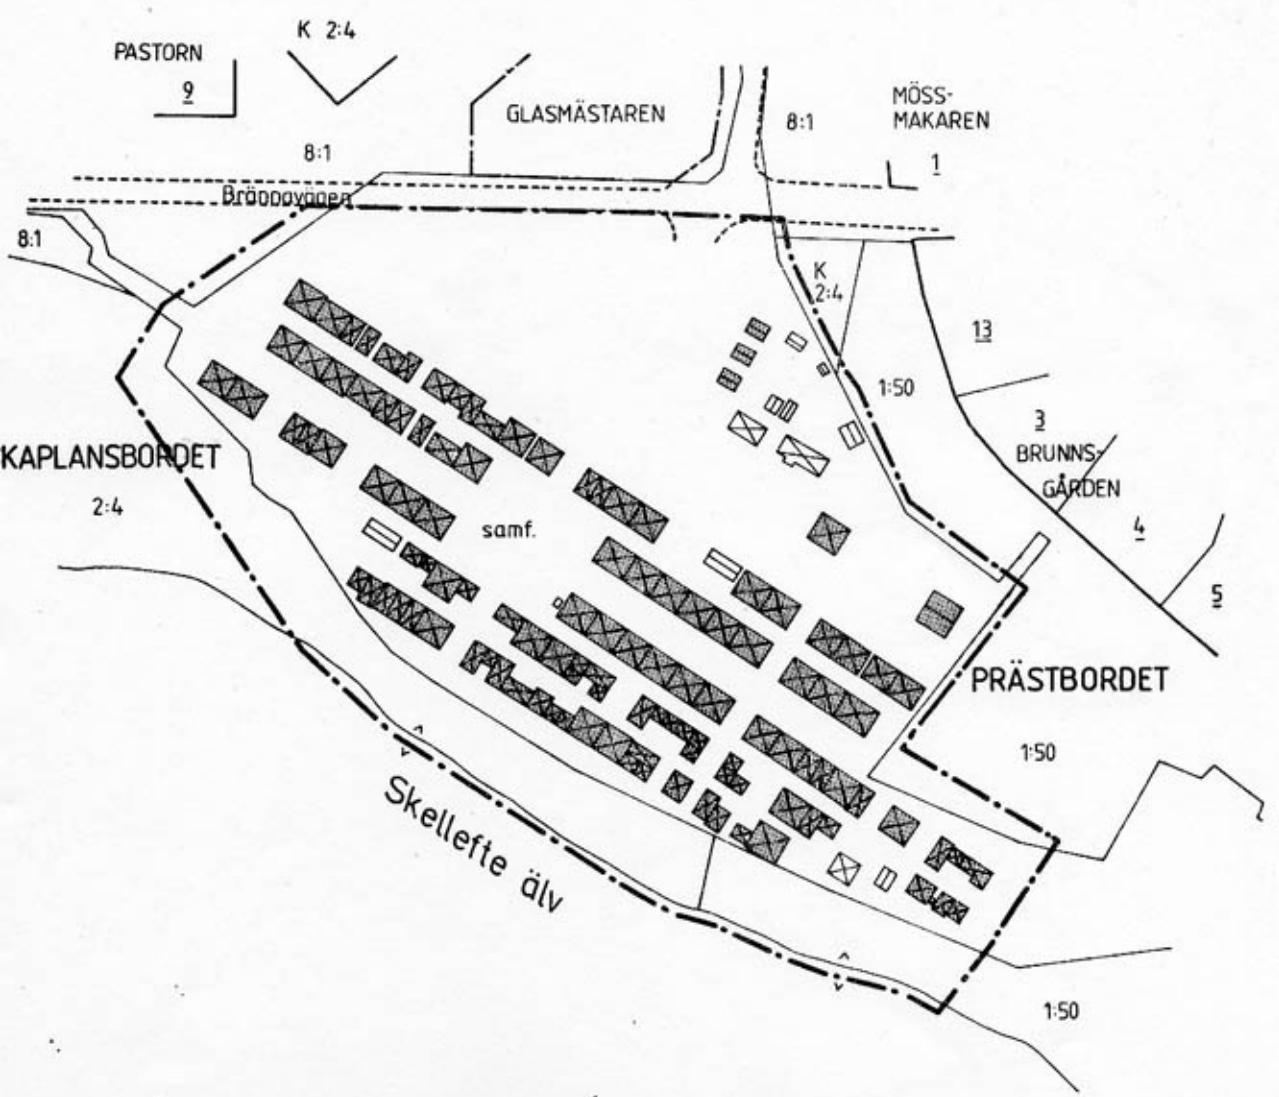 K 2:4
PASTORN
9
GLASMÄSTAREN
MÖSS-
MAKAREN
8:1
8:1
1
8:1
K
2:4
13
1:50
3
KAPLANSBORDET
BRUNNS-
GÅRDEN
2:4
samf.
4
5
PRÄSTBORDET
1:50
Skellefte älv
1:50